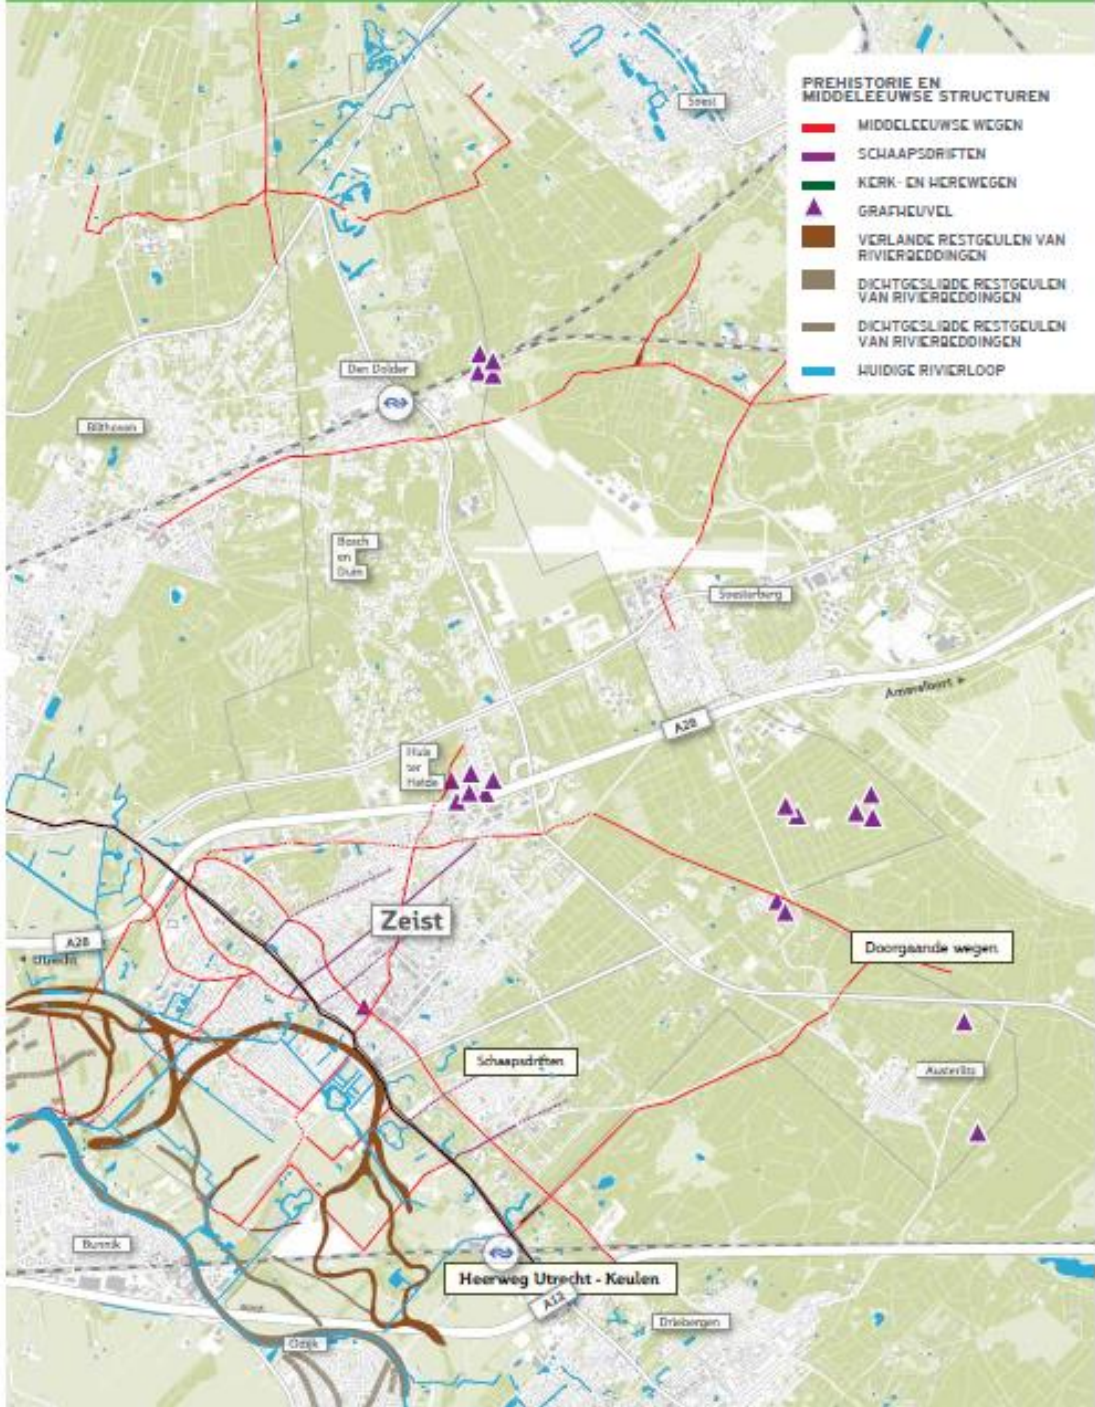 PREHISTORIE EN
MIDDELEEUWSE STRUCTUREN
MIDDELEEUWSE WEGEN
SCHAAPSDRIFTEN
KERK- EN HEREWEGEN
GRAFHEUVEL
VERLANDE RESTGEULEN VAN
RIVIERBEDDINGEN
DICHTGESLIBDE RESTGEULEN
VAN RIVIERBEDDINGEN
DICHTGESLIBDE RESTGEULEN
VAN RIVIERBEDDINGEN
HUIDIGE RIVIERLOOP
Soest
Den Dolder
Bilthoven
Bosch
en
Duin
Soesterberg
Amersfoort
A28
Huis
ter
Heide
Zeist
A28
Utrecht
Doorgaande wegen
Schaapsdriften
Austerlitz
Bunnik
Heerweg Utrecht - Keulen
A12
Driebergen
Odijk